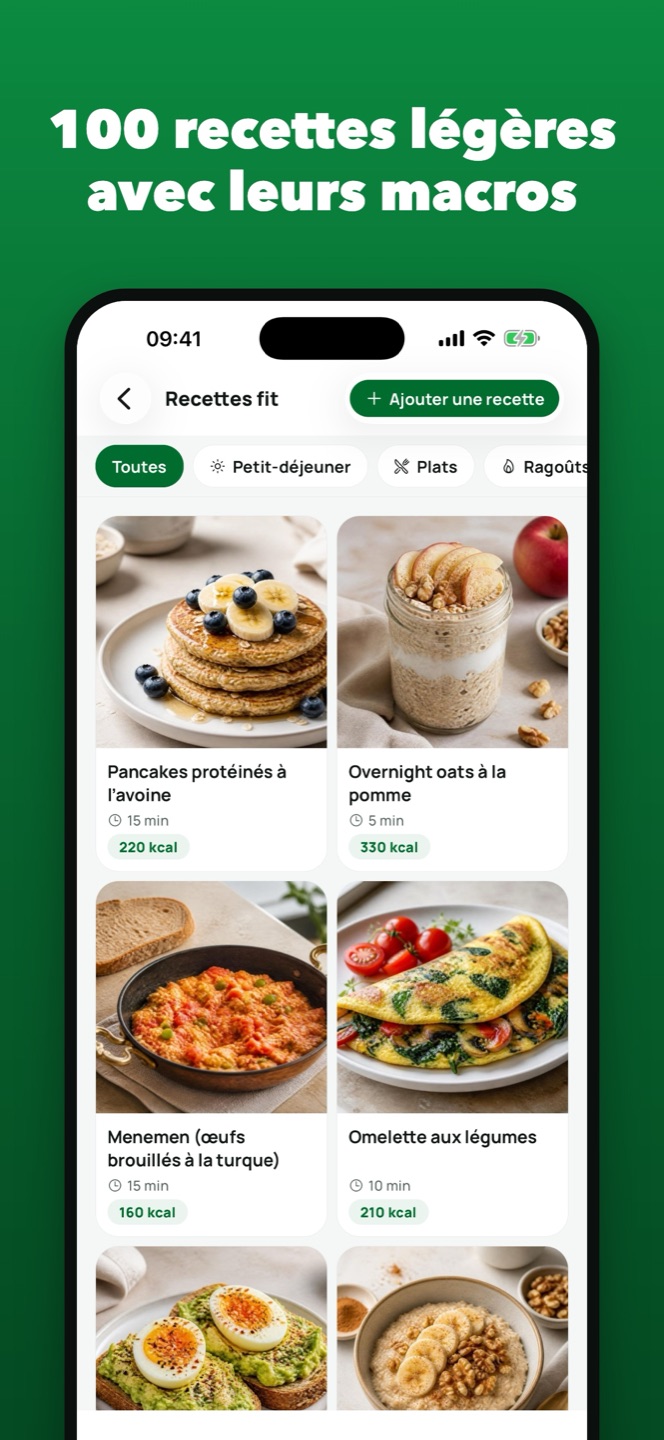 100 recettes légères
avec leurs macros
09:41
Recettes fit
+ Ajouter une recette
Toutes
Petit-déjeuner
Plats
Ragoûts
Pancakes protéinés à
l'avoine
15 min
220 kcal
Overnight oats à la
pomme
5 min
330 kcal
Menemen (œufs
brouillés à la turque)
15 min
160 kcal
Omelette aux légumes
10 min
210 kcal